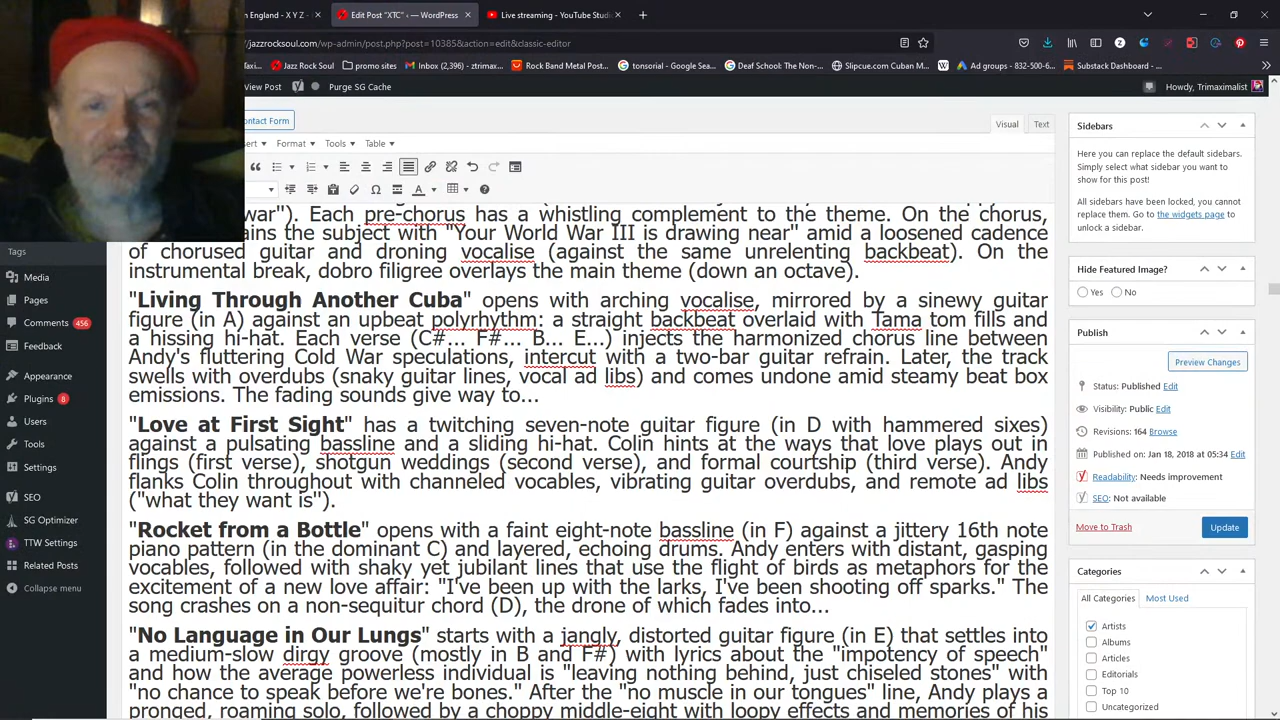 n England - X Y Z -
Edit Post "XTC" ‹ — WordPress
Live streaming - YouTube Studio
/jazzrocksoul.com/wp-admin/post.php?post=10385&action=edit&classic-editor
Taxi...
Jazz Rock Soul
promo sites
Inbox (2,396) - ztrimax...
Rock Band Metal Post...
tonsorial - Google Sea...
Deaf School: The Non-...
Slipcue.com Cuban M...
Ad groups - 832-500-6...
Substack Dashboard -...
View Post
Purge SG Cache
Howdy, Trimaximalist
ontact Form
Visual
Text
ert
Format
Tools
Table
war"). Each pre-chorus has a whistling complement to the theme. On the chorus,
ains the subject with "Your World War III is drawing near" amid a loosened cadence
of chorused guitar and droning vocalise (against the same unrelenting backbeat). On the
instrumental break, dobro filigree overlays the main theme (down an octave).
"Living Through Another Cuba" opens with arching vocalise, mirrored by a sinewy guitar
figure (in A) against an upbeat polyrhythm: a straight backbeat overlaid with Tama tom fills and
a hissing hi-hat. Each verse (C#... F#... B... E...) injects the harmonized chorus line between
Andy's fluttering Cold War speculations, intercut with a two-bar guitar refrain. Later, the track
swells with overdubs (snaky guitar lines, vocal ad libs) and comes undone amid steamy beat box
emissions. The fading sounds give way to...
"Love at First Sight" has a twitching seven-note guitar figure (in D with hammered sixes)
against a pulsating bassline and a sliding hi-hat. Colin hints at the ways that love plays out in
flings (first verse), shotgun weddings (second verse), and formal courtship (third verse). Andy
flanks Colin throughout with channeled vocables, vibrating guitar overdubs, and remote ad libs
("what they want is").
"Rocket from a Bottle" opens with a faint eight-note bassline (in F) against a jittery 16th note
piano pattern (in the dominant C) and layered, echoing drums. Andy enters with distant, gasping
vocables, followed with shaky yet jubilant lines that use the flight of birds as metaphors for the
excitement of a new love affair: "I've been up with the larks, I've been shooting off sparks." The
song crashes on a non-sequitur chord (D), the drone of which fades into...
"No Language in Our Lungs" starts with a jangly, distorted guitar figure (in E) that settles into
a medium-slow dirgy groove (mostly in B and F#) with lyrics about the "impotency of speech"
and how the average powerless individual is "leaving nothing behind, just chiseled stones" with
"no chance to speak before we're bones." After the "no muscle in our tongues" line, Andy plays a
pronged, roaming solo, followed by a choppy middle-eight with loopy effects and memories of his
Tags
Media
Pages
Comments 456
Feedback
Appearance
Plugins 8
Users
Tools
Settings
SEO
SG Optimizer
TTW Settings
Related Posts
Collapse menu
Sidebars
Here you can replace the default sidebars.
Simply select what sidebar you want to
show for this post!
All sidebars have been locked, you cannot
replace them. Go to the widgets page to
unlock a sidebar.
Hide Featured Image?
Yes
No
Publish
Preview Changes
Status: Published Edit
Visibility: Public Edit
Revisions: 164 Browse
Published on: Jan 18, 2018 at 05:34 Edit
Readability: Needs improvement
SEO: Not available
Move to Trash
Update
Categories
All Categories
Most Used
Artists
Albums
Articles
Editorials
Top 10
Uncategorized